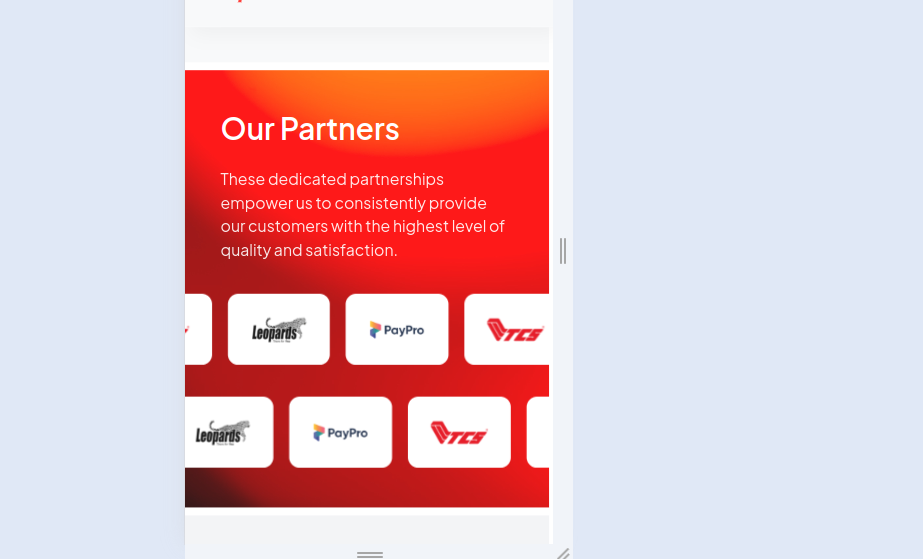 Our Partners
These dedicated partnerships
empower us to consistently provide
our customers with the highest level of
quality and satisfaction.
Leopards
PayPro
TCS
Leopards
PayPro
TCS